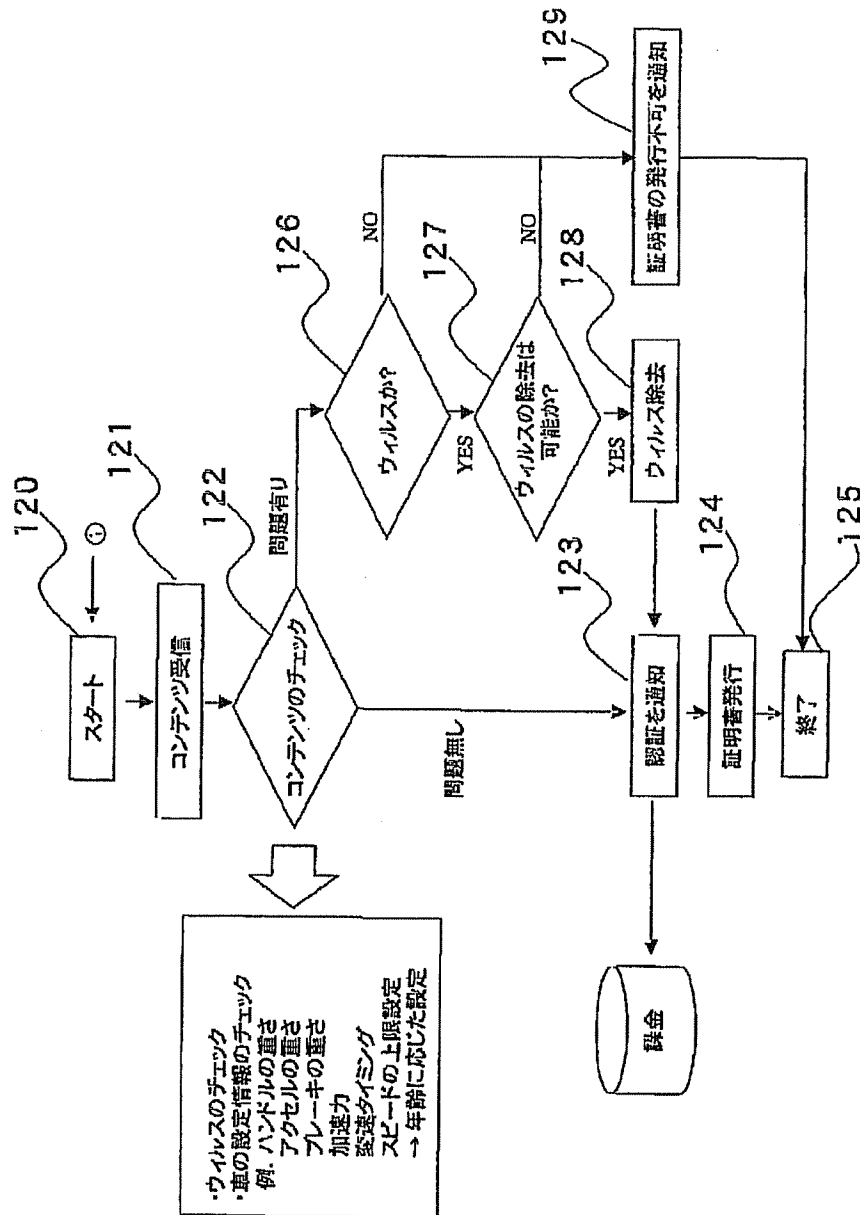 120
スタート
①
121
コンテンツ受信
122
コンテンツのチェック
問題有り
問題無し
・ウィルスのチェック
・車の設定情報のチェック
例. ハンドルの重さ
アクセルの重さ
ブレーキの重さ
加速力
変速タイミング
スピードの上限設定
→ 年齢に応じた設定
126
ウィルスか?
NO
YES
127
ウィルスの除去は
可能か?
NO
YES
128
ウィルス除去
129
証明書の発行不可を通知
123
認証を通知
課金
124
証明書発行
125
終了